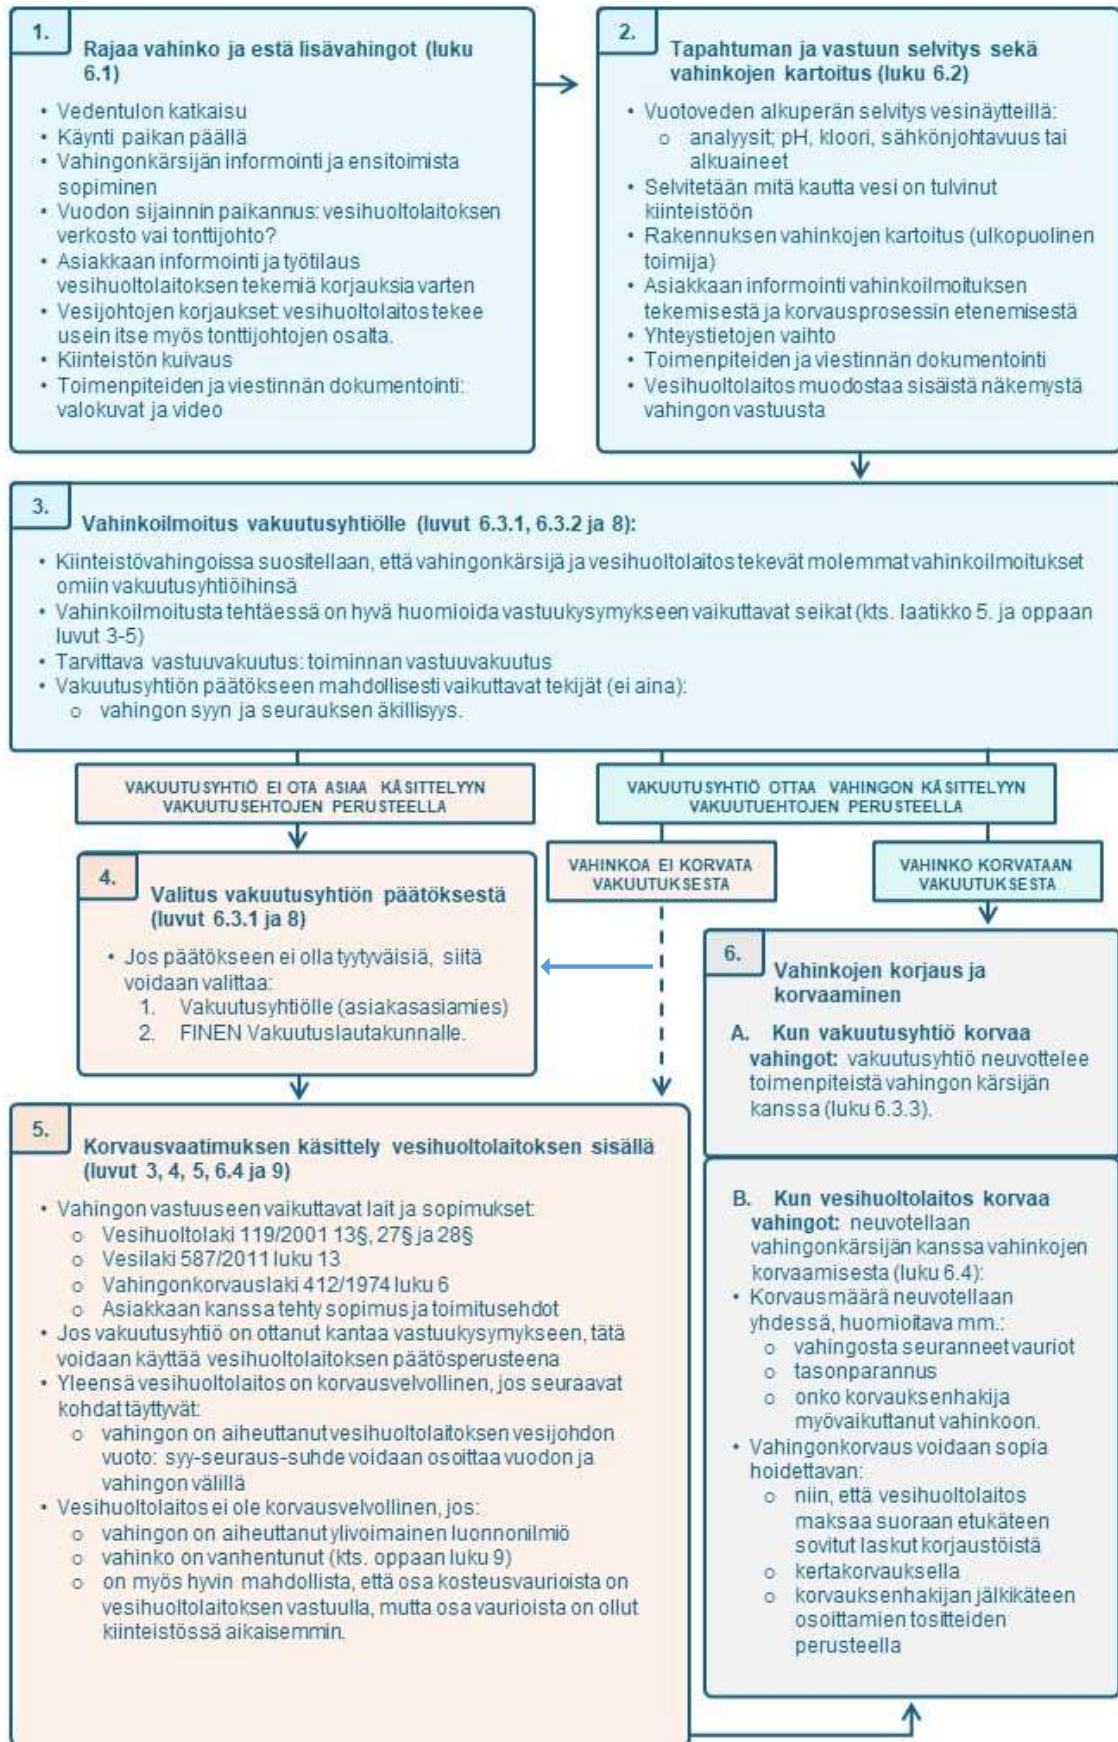 1.
Rajaa vahinko ja estä lisävahingot (luku
6.1)
• Vedentulon katkaisu
• Käynti paikan päällä
• Vahingonkärsijän informointi ja ensitoimista
sopiminen
• Vuodon sijainnin paikannus: vesihuoltolaitoksen
verkosto vai tonttijohto?
• Asiakkaan informointi ja työtilaus
vesihuoltolaitoksen tekemiä korjauksia varten
• Vesijohtojen korjaukset: vesihuoltolaitos tekee
usein itse myös tonttijohtojen osalta.
• Kiinteistön kuivaus
• Toimenpiteiden ja viestinnän dokumentointi:
valokuvat ja video
2.
Tapahtuman ja vastuun selvitys sekä
vahinkojen kartoitus (luku 6.2)
• Vuotoveden alkuperän selvitys vesinäytteillä:
o analyysit; pH, kloori, sähkönjohtavuus tai
alkuaineet
• Selvitetään mitä kautta vesi on tulvinut
kiinteistöön
• Rakennuksen vahinkojen kartoitus (ulkopuolinen
toimija)
• Asiakkaan informointi vahinkoilmoituksen
tekemisestä ja korvausprosessin etenemisestä
• Yhteystietojen vaihto
• Toimenpiteiden ja viestinnän dokumentointi
• Vesihuoltolaitos muodostaa sisäistä näkemystä
vahingon vastuusta
3.
Vahinkoilmoitus vakuutusyhtiölle (luvut 6.3.1, 6.3.2 ja 8):
• Kiinteistövahingoissa suositellaan, että vahingonkärsijä ja vesihuoltolaitos tekevät molemmat vahinkoilmoitukset
omiin vakuutusyhtiöihinsä
• Vahinkoilmoitusta tehtäessä on hyvä huomioida vastuukysymykseen vaikuttavat seikat (kts. laatikko 5. ja oppaan
luvut 3-5)
• Tarvittava vastuuvakuutus: toiminnan vastuuvakuutus
• Vakuutusyhtiön päätökseen mahdollisesti vaikuttavat tekijät (ei aina):
o vahingon syyn ja seurauksen äkillisyys.
VAKUUTUSYHTIÖ EI OTA ASIAA KÄSITTELYYN
VAKUUTUSEHTOJEN PERUSTEELLA
VAKUUTUSYHTIÖ OTTAA VAHINGON KÄSITTELYYN
VAKUUTUEHTOJEN PERUSTEELLA
VAHINKOA EI KORVATA
VAKUUTUKSESTA
VAHINKO KORVATAAN
VAKUUTUKSESTA
4.
Valitus vakuutusyhtiön päätöksestä
(luvut 6.3.1 ja 8)
• Jos päätökseen ei olla tyytyväisiä, siitä
voidaan valittaa:
1. Vakuutusyhtiölle (asiakasasiamies)
2. FINEN Vakuutuslautakunnalle.
5.
Korvausvaatimuksen käsittely vesihuoltolaitoksen sisällä
(luvut 3, 4, 5, 6.4 ja 9)
• Vahingon vastuuseen vaikuttavat lait ja sopimukset:
o Vesihuoltolaki 119/2001 13§, 27§ ja 28§
o Vesilaki 587/2011 luku 13
o Vahingonkorvauslaki 412/1974 luku 6
o Asiakkaan kanssa tehty sopimus ja toimitusehdot
• Jos vakuutusyhtiö on ottanut kantaa vastuukysymykseen, tätä
voidaan käyttää vesihuoltolaitoksen päätösperusteena
• Yleensä vesihuoltolaitos on korvausvelvollinen, jos seuraavat
kohdat täyttyvät:
o vahingon on aiheuttanut vesihuoltolaitoksen vesijohdon
vuoto: syy-seuraus-suhde voidaan osoittaa vuodon ja
vahingon välillä
• Vesihuoltolaitos ei ole korvausvelvollinen, jos:
o vahingon on aiheuttanut ylivoimainen luonnonilmiö
o vahinko on vanhentunut (kts. oppaan luku 9)
o on myös hyvin mahdollista, että osa kosteusvaurioista on
vesihuoltolaitoksen vastuulla, mutta osa vaurioista on ollut
kiinteistössä aikaisemmin.
6.
Vahinkojen korjaus ja
korvaaminen
A. Kun vakuutusyhtiö korvaa
vahingot: vakuutusyhtiö neuvottelee
toimenpiteistä vahingon kärsijän
kanssa (luku 6.3.3).
B. Kun vesihuoltolaitos korvaa
vahingot: neuvotellaan
vahingonkärsijän kanssa vahinkojen
korvaamisesta (luku 6.4):
• Korvausmäärä neuvotellaan
yhdessä, huomioitava mm.:
o vahingosta seuranneet vauriot
o tasonparannus
o onko korvauksenhakija
myövaikuttanut vahinkoon.
• Vahingonkorvaus voidaan sopia
hoidettavan:
o niin, että vesihuoltolaitos
maksaa suoraan etukäteen
sovitut laskut korjaustöistä
o kertakorvauksella
o korvauksenhakijan jälkikäteen
osoittamien tositteiden
perusteella